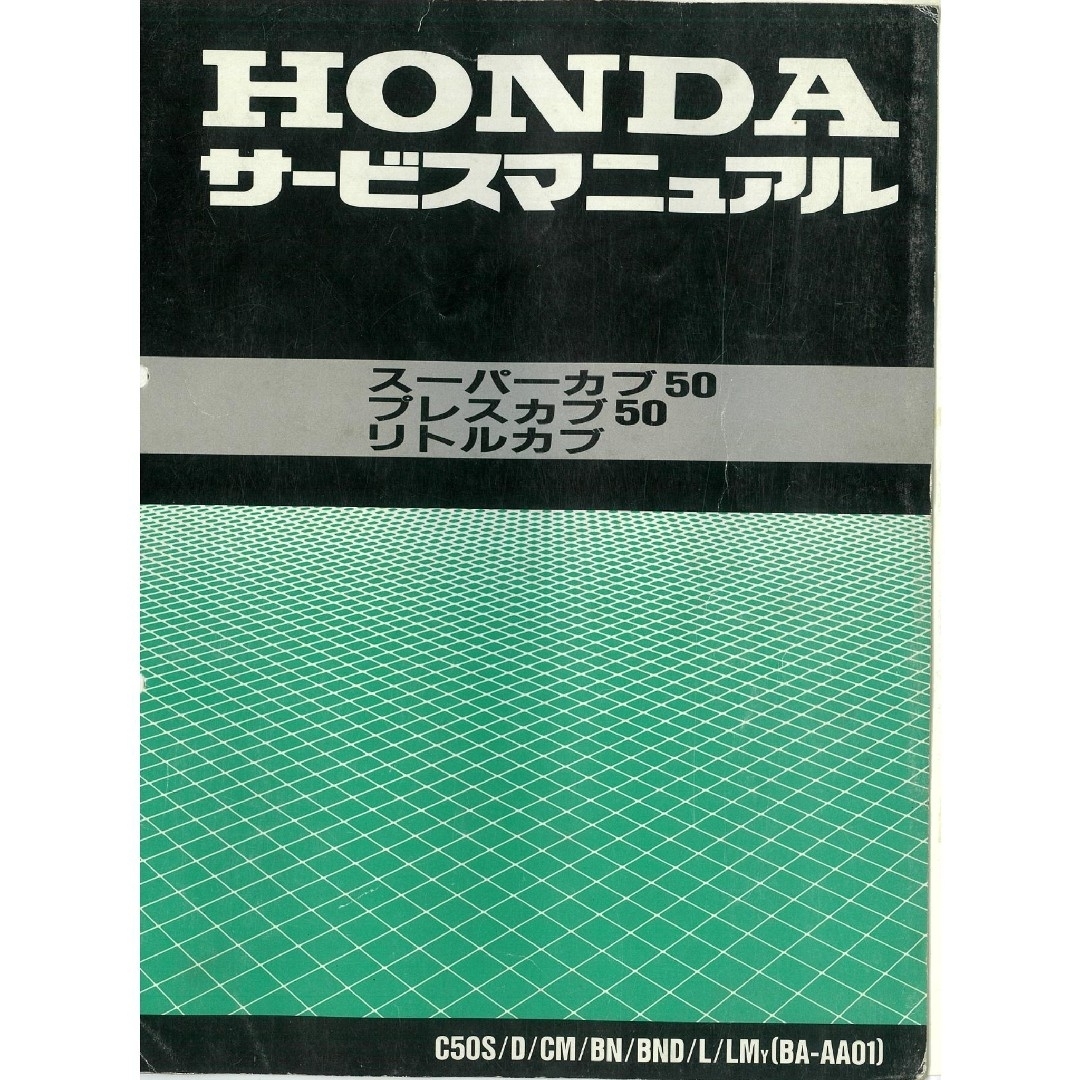 HONDA
サービスマニュアル
スーパーカブ50
プレスカブ50
リトルカブ
C50S/D/CM/BN/BND/L/LMY(BA-AA01)